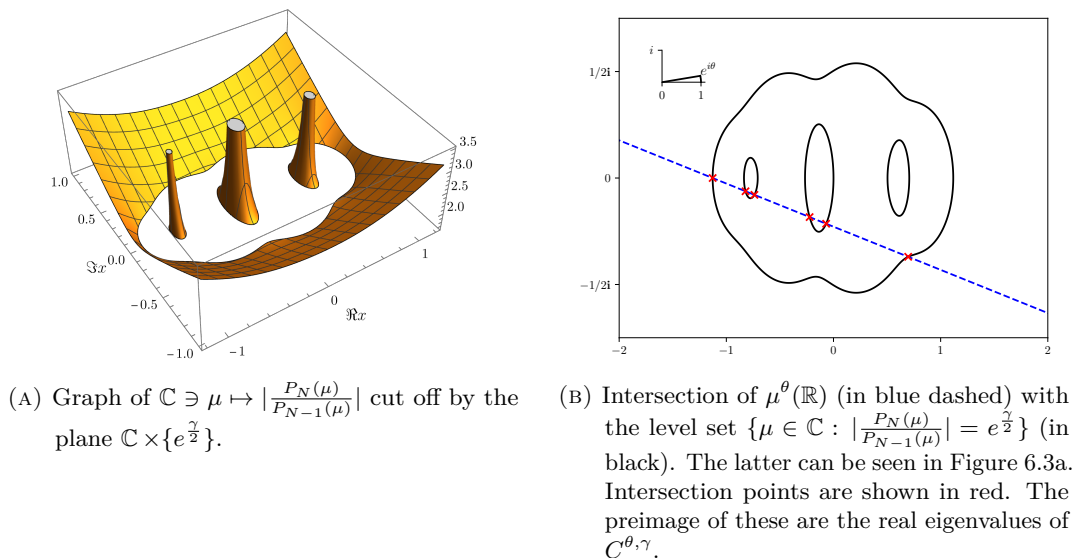 3.5
3.0
2.5
2.0
1.0
0.5
ℑx
0.0
−0.5
−1.0
−1
0
ℜx
1
i
e^{iθ}
0
1
1/2i
0
−1/2i
−2
−1
0
1
2
(A) Graph of ℂ ∋ μ ↦ |P_N(μ)/P_{N−1}(μ)| cut off by the
plane ℂ×{e^{γ/2}}.
(B) Intersection of μ^θ(ℝ) (in blue dashed) with
the level set {μ ∈ ℂ : |P_N(μ)/P_{N−1}(μ)| = e^{γ/2}} (in
black). The latter can be seen in Figure 6.3a.
Intersection points are shown in red. The
preimage of these are the real eigenvalues of
C^{θ,γ}.